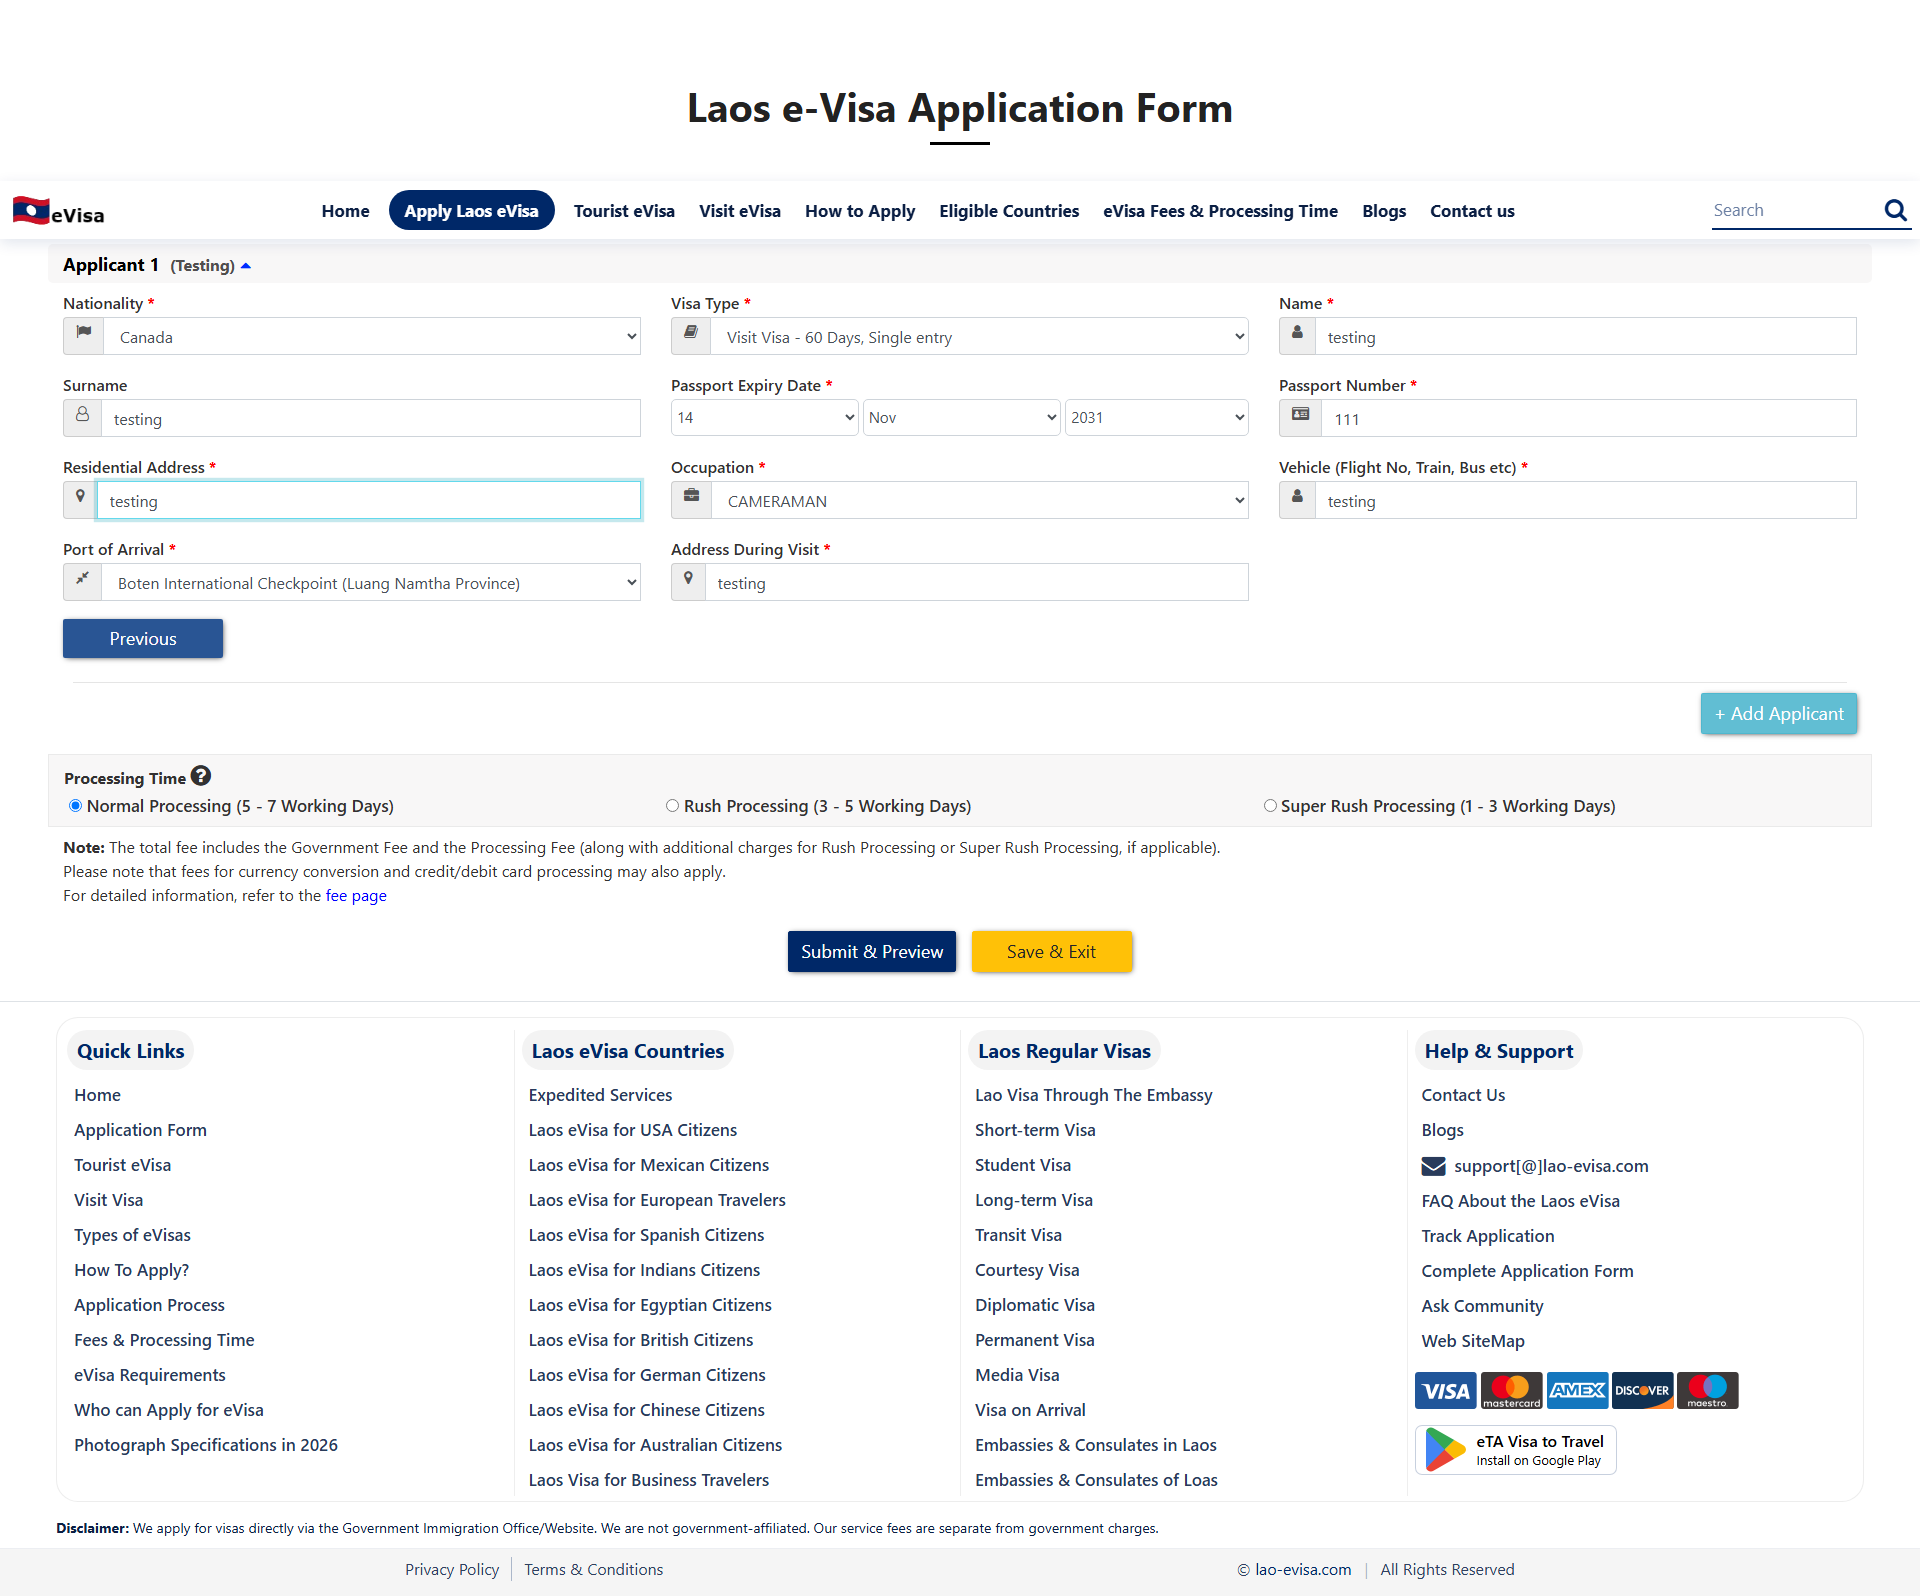 Laos e-Visa Application Form
eVisa
Home
Apply Laos eVisa
Tourist eVisa
Visit eVisa
How to Apply
Eligible Countries
eVisa Fees & Processing Time
Blogs
Contact us
Search
Applicant 1 (Testing)
Nationality *
Canada
Visa Type *
Visit Visa - 60 Days, Single entry
Name *
testing
Surname
testing
Passport Expiry Date *
14
Nov
2031
Passport Number *
111
Residential Address *
testing
Occupation *
CAMERAMAN
Vehicle (Flight No, Train, Bus etc) *
testing
Port of Arrival *
Boten International Checkpoint (Luang Namtha Province)
Address During Visit *
testing
Previous
+ Add Applicant
Processing Time ?
Normal Processing (5 - 7 Working Days)
Rush Processing (3 - 5 Working Days)
Super Rush Processing (1 - 3 Working Days)
Note: The total fee includes the Government Fee and the Processing Fee (along with additional charges for Rush Processing or Super Rush Processing, if applicable).
Please note that fees for currency conversion and credit/debit card processing may also apply.
For detailed information, refer to the fee page
Submit & Preview
Save & Exit
Quick Links
Home
Application Form
Tourist eVisa
Visit Visa
Types of eVisas
How To Apply?
Application Process
Fees & Processing Time
eVisa Requirements
Who can Apply for eVisa
Photograph Specifications in 2026
Laos eVisa Countries
Expedited Services
Laos eVisa for USA Citizens
Laos eVisa for Mexican Citizens
Laos eVisa for European Travelers
Laos eVisa for Spanish Citizens
Laos eVisa for Indians Citizens
Laos eVisa for Egyptian Citizens
Laos eVisa for British Citizens
Laos eVisa for German Citizens
Laos eVisa for Chinese Citizens
Laos eVisa for Australian Citizens
Laos Visa for Business Travelers
Laos Regular Visas
Lao Visa Through The Embassy
Short-term Visa
Student Visa
Long-term Visa
Transit Visa
Courtesy Visa
Diplomatic Visa
Permanent Visa
Media Visa
Visa on Arrival
Embassies & Consulates in Laos
Embassies & Consulates of Loas
Help & Support
Contact Us
Blogs
support[@]lao-evisa.com
FAQ About the Laos eVisa
Track Application
Complete Application Form
Ask Community
Web SiteMap
VISA
mastercard
AMEX
DISCOVER
maestro
eTA Visa to Travel
Install on Google Play
Disclaimer: We apply for visas directly via the Government Immigration Office/Website. We are not government-affiliated. Our service fees are separate from government charges.
Privacy Policy | Terms & Conditions
© lao-evisa.com | All Rights Reserved